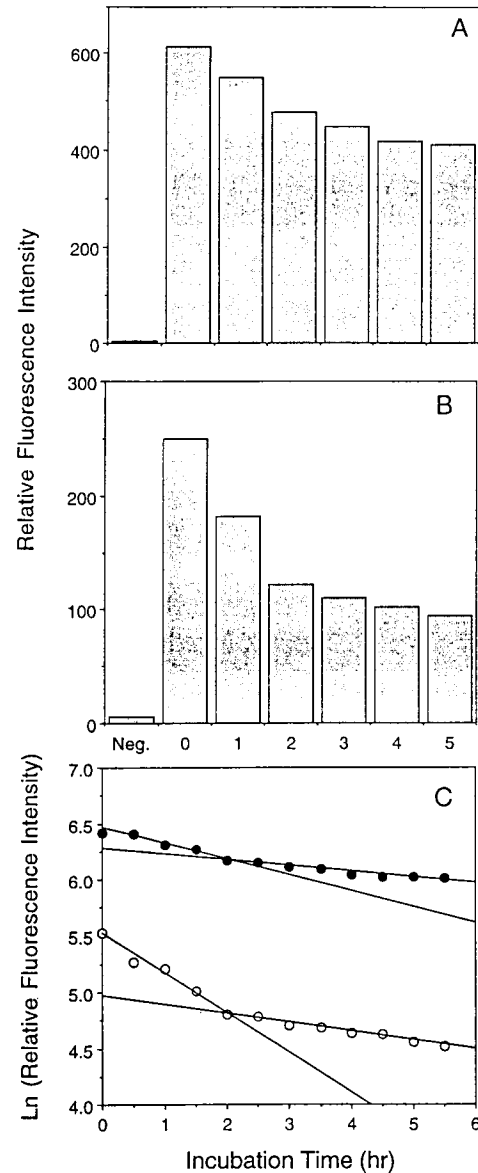 A
600
400
600
0
B
300
200
100
0
Relative Fluorescence Intensity
Neg. 0 1 2 3 4 5
C
7.0
6.5
6.0
5.5
5.0
4.5
4.0
Ln (Relative Fluorescence Intensity)
0 1 2 3 4 5 6
Incubation Time (hr)